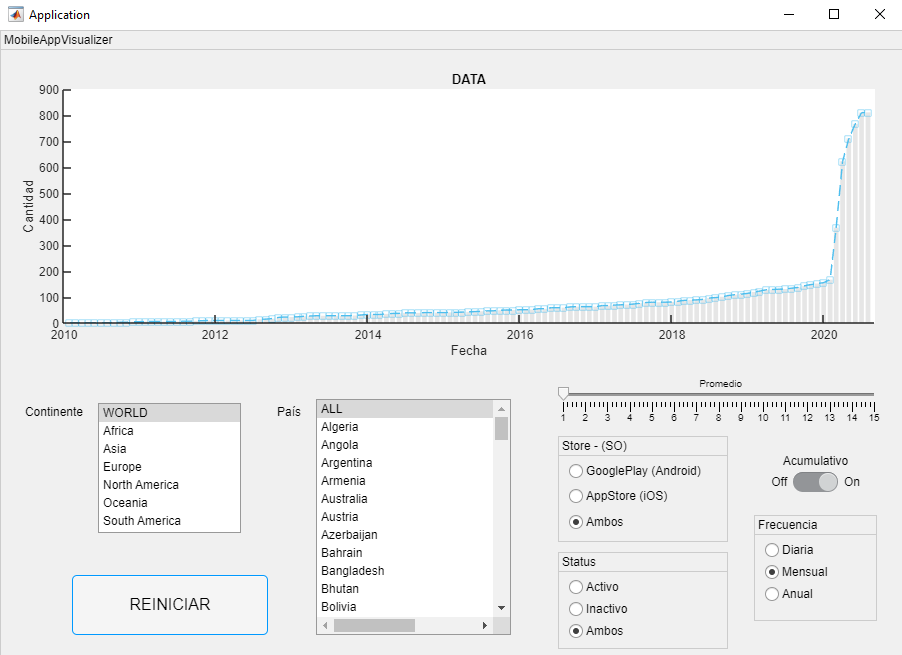 Application
MobileAppVisualizer
DATA
900
800
700
600
500
400
300
200
100
0
Cantidad
2010 2012 2014 2016 2018 2020
Fecha
Continente
WORLD
Africa
Asia
Europe
North America
Oceania
South America
REINICIAR
País
ALL
Algeria
Angola
Argentina
Armenia
Australia
Austria
Azerbaijan
Bahrain
Bangladesh
Bhutan
Bolivia
Promedio
1 2 3 4 5 6 7 8 9 10 11 12 13 14 15
Store - (SO)
GooglePlay (Android)
AppStore (iOS)
Ambos
Status
Activo
Inactivo
Ambos
Acumulativo
Off On
Frecuencia
Diaria
Mensual
Anual